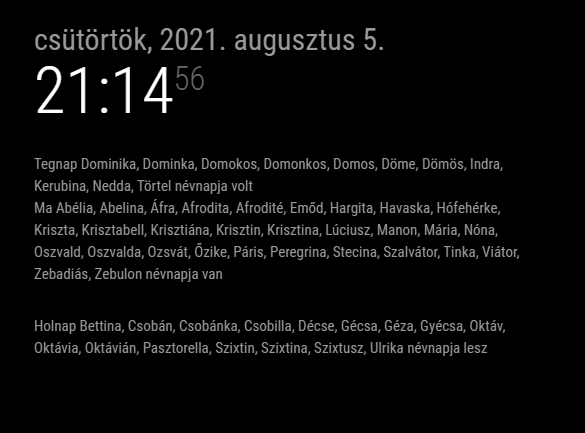 csütörtök, 2021. augusztus 5.
21:14 56
Tegnap Dominika, Dominka, Domokos, Domonkos, Domos, Döme, Dömös, Indra,
Kerubina, Nedda, Törtel névnapja volt
Ma Abélia, Abelina, Áfra, Afrodita, Afrodité, Emőd, Hargita, Havaska, Hófehérke,
Kriszta, Krisztabell, Krisztiána, Krisztin, Krisztina, Lúciusz, Manon, Mária, Nóna,
Oszvald, Oszvalda, Ozsvát, Őzike, Páris, Peregrina, Stecina, Szalvátor, Tinka, Viátor,
Zebadiás, Zebulon névnapja van
Holnap Bettina, Csobán, Csobánka, Csobilla, Décse, Gécsa, Géza, Gyécsa, Oktáv,
Oktávia, Oktávián, Pasztorella, Szixtin, Szixtina, Szixtusz, Ulrika névnapja lesz